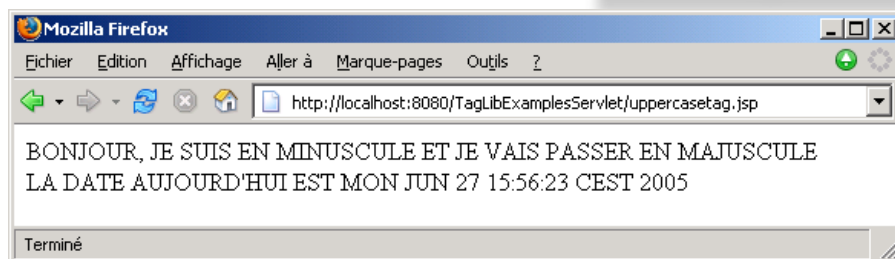 Mozilla Firefox
Fichier Edition Affichage Aller à Marque-pages Outils ?
http://localhost:8080/TagLibExamplesServlet/uppercasetag.jsp
BONJOUR, JE SUIS EN MINUSCULE ET JE VAIS PASSER EN MAJUSCULE
LA DATE AUJOURD'HUI EST MON JUN 27 15:56:23 CEST 2005
Terminé